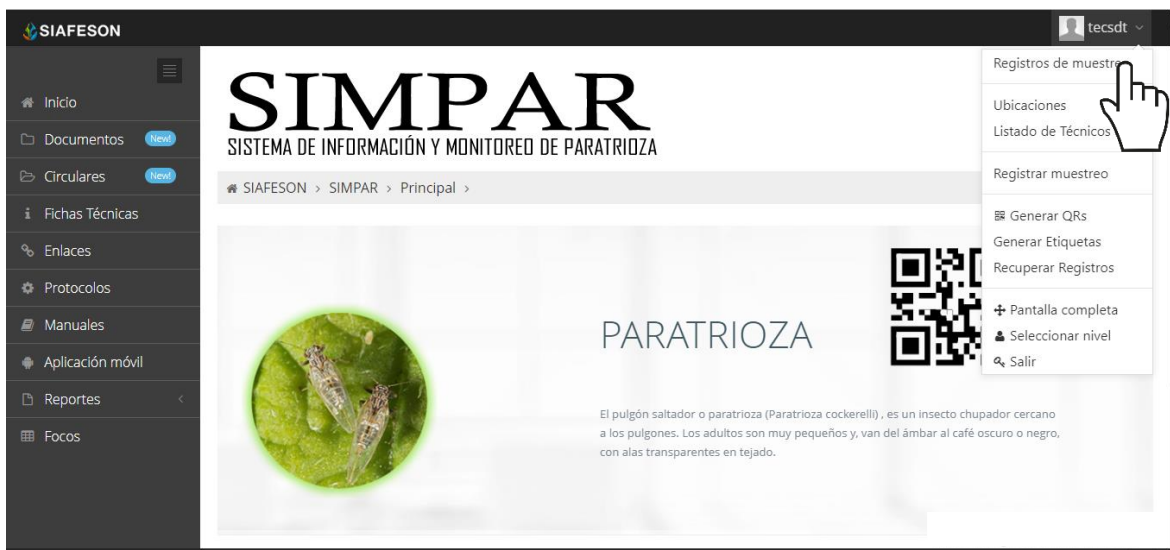 SIAFESON
tecsdt
Inicio
Documentos New!
Circulares New!
Fichas Técnicas
Enlaces
Protocolos
Manuales
Aplicación móvil
Reportes
Focos
SIMPAR
SISTEMA DE INFORMACIÓN Y MONITOREO DE PARATRIOZA
SIAFESON > SIMPAR > Principal >
PARATRIOZA
El pulgón saltador o paratrioza (Paratrioza cockerelli) , es un insecto chupador cercano
a los pulgones. Los adultos son muy pequeños y, van del ámbar al café oscuro o negro,
con alas transparentes en tejado.
Registros de muestreo
Ubicaciones
Listado de Técnicos
Registrar muestreo
Generar QRs
Generar Etiquetas
Recuperar Registros
Pantalla completa
Seleccionar nivel
Salir